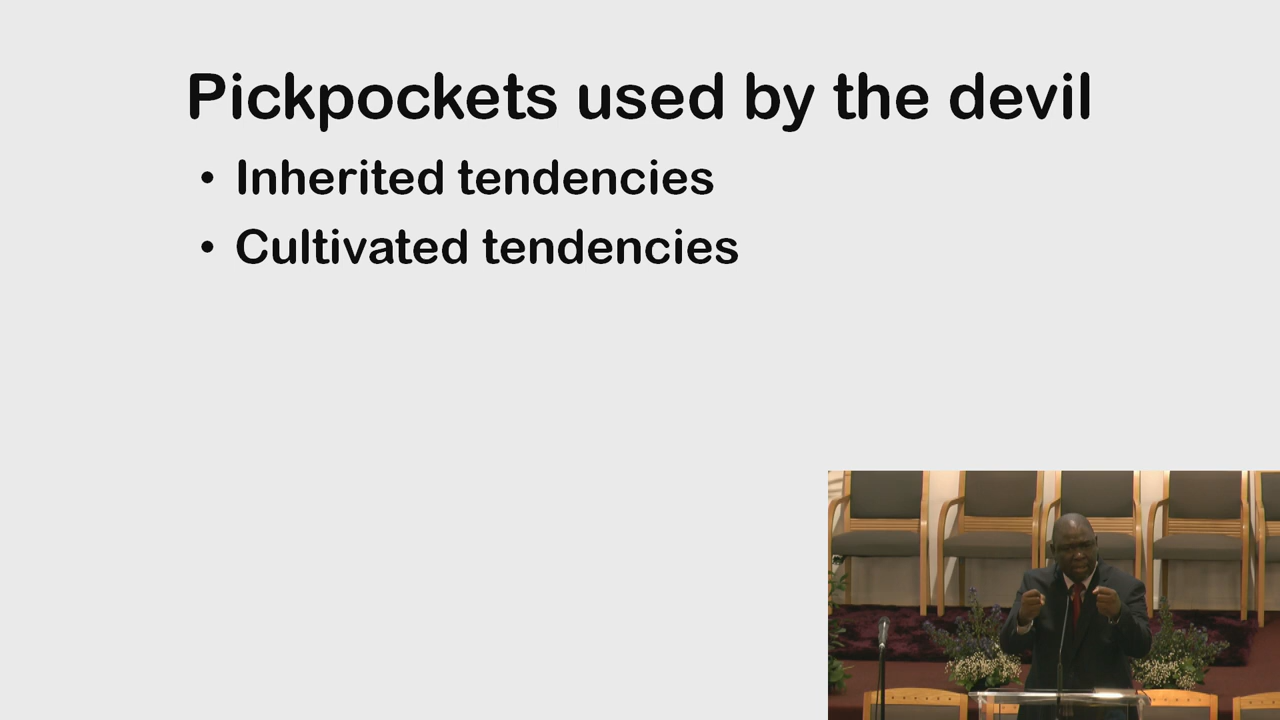 Pickpockets used by the devil
• Inherited tendencies
• Cultivated tendencies